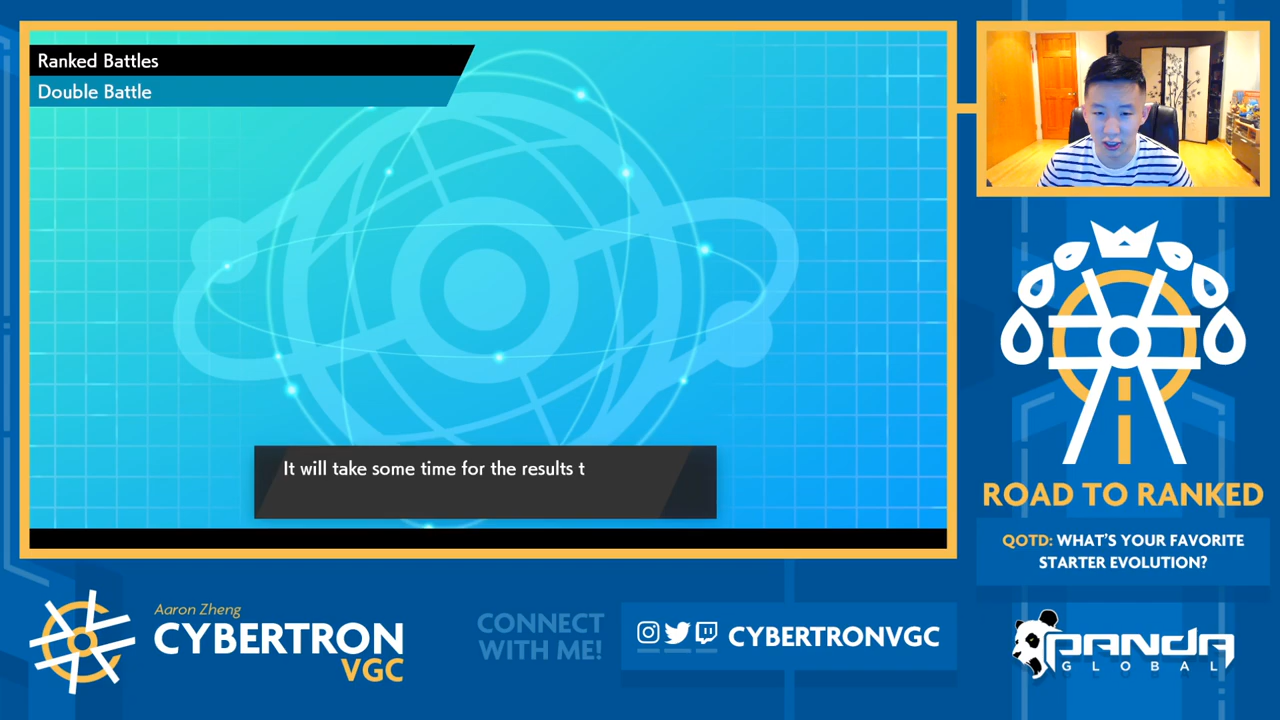 Ranked Battles
Double Battle
It will take some time for the results t
ROAD TO RANKED
QOTD: WHAT'S YOUR FAVORITE
STARTER EVOLUTION?
Aaron Zheng
CYBERTRON
VGC
CONNECT
WITH ME!
CYBERTRONVGC
PANDA
GLOBAL